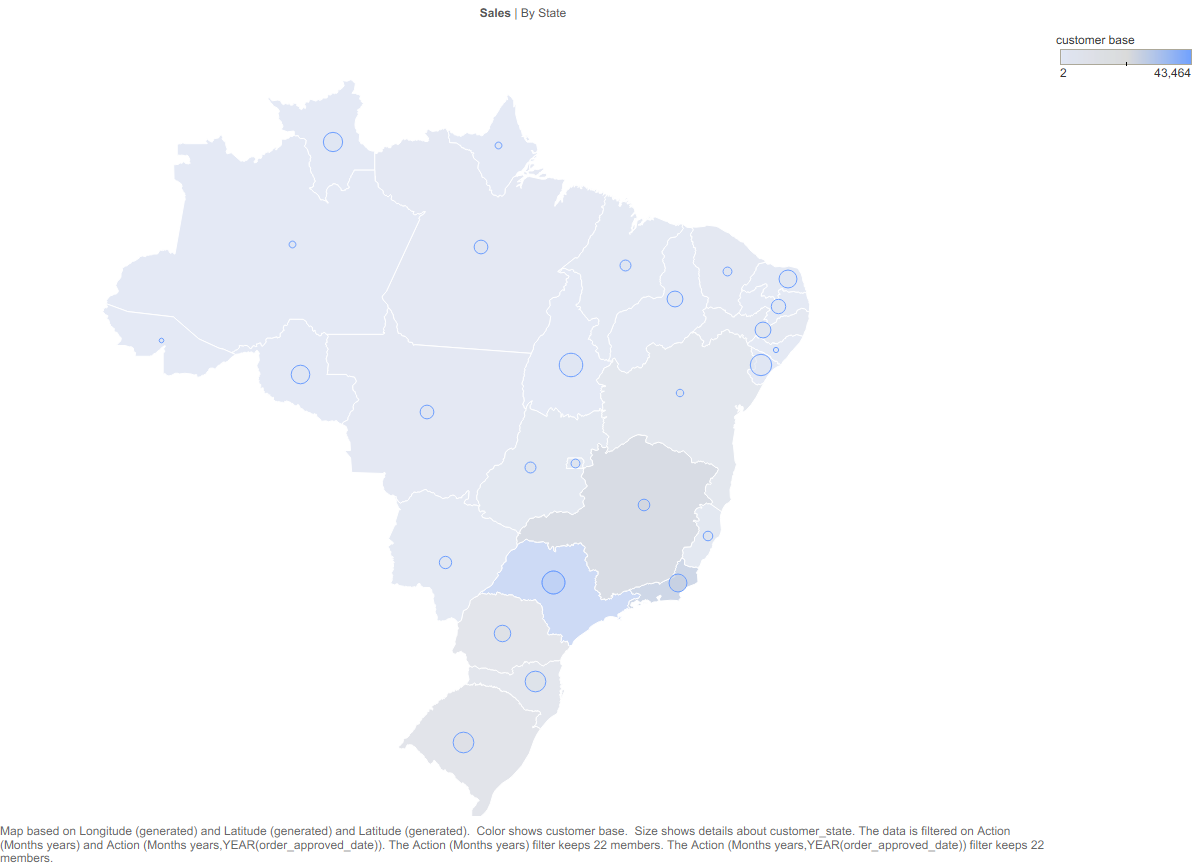 Sales | By State
customer base
2 43,464
Map based on Longitude (generated) and Latitude (generated) and Latitude (generated).  Color shows customer base.  Size shows details about customer_state. The data is filtered on Action
(Months years) and Action (Months years,YEAR(order_approved_date)). The Action (Months years) filter keeps 22 members. The Action (Months years,YEAR(order_approved_date)) filter keeps 22
members.